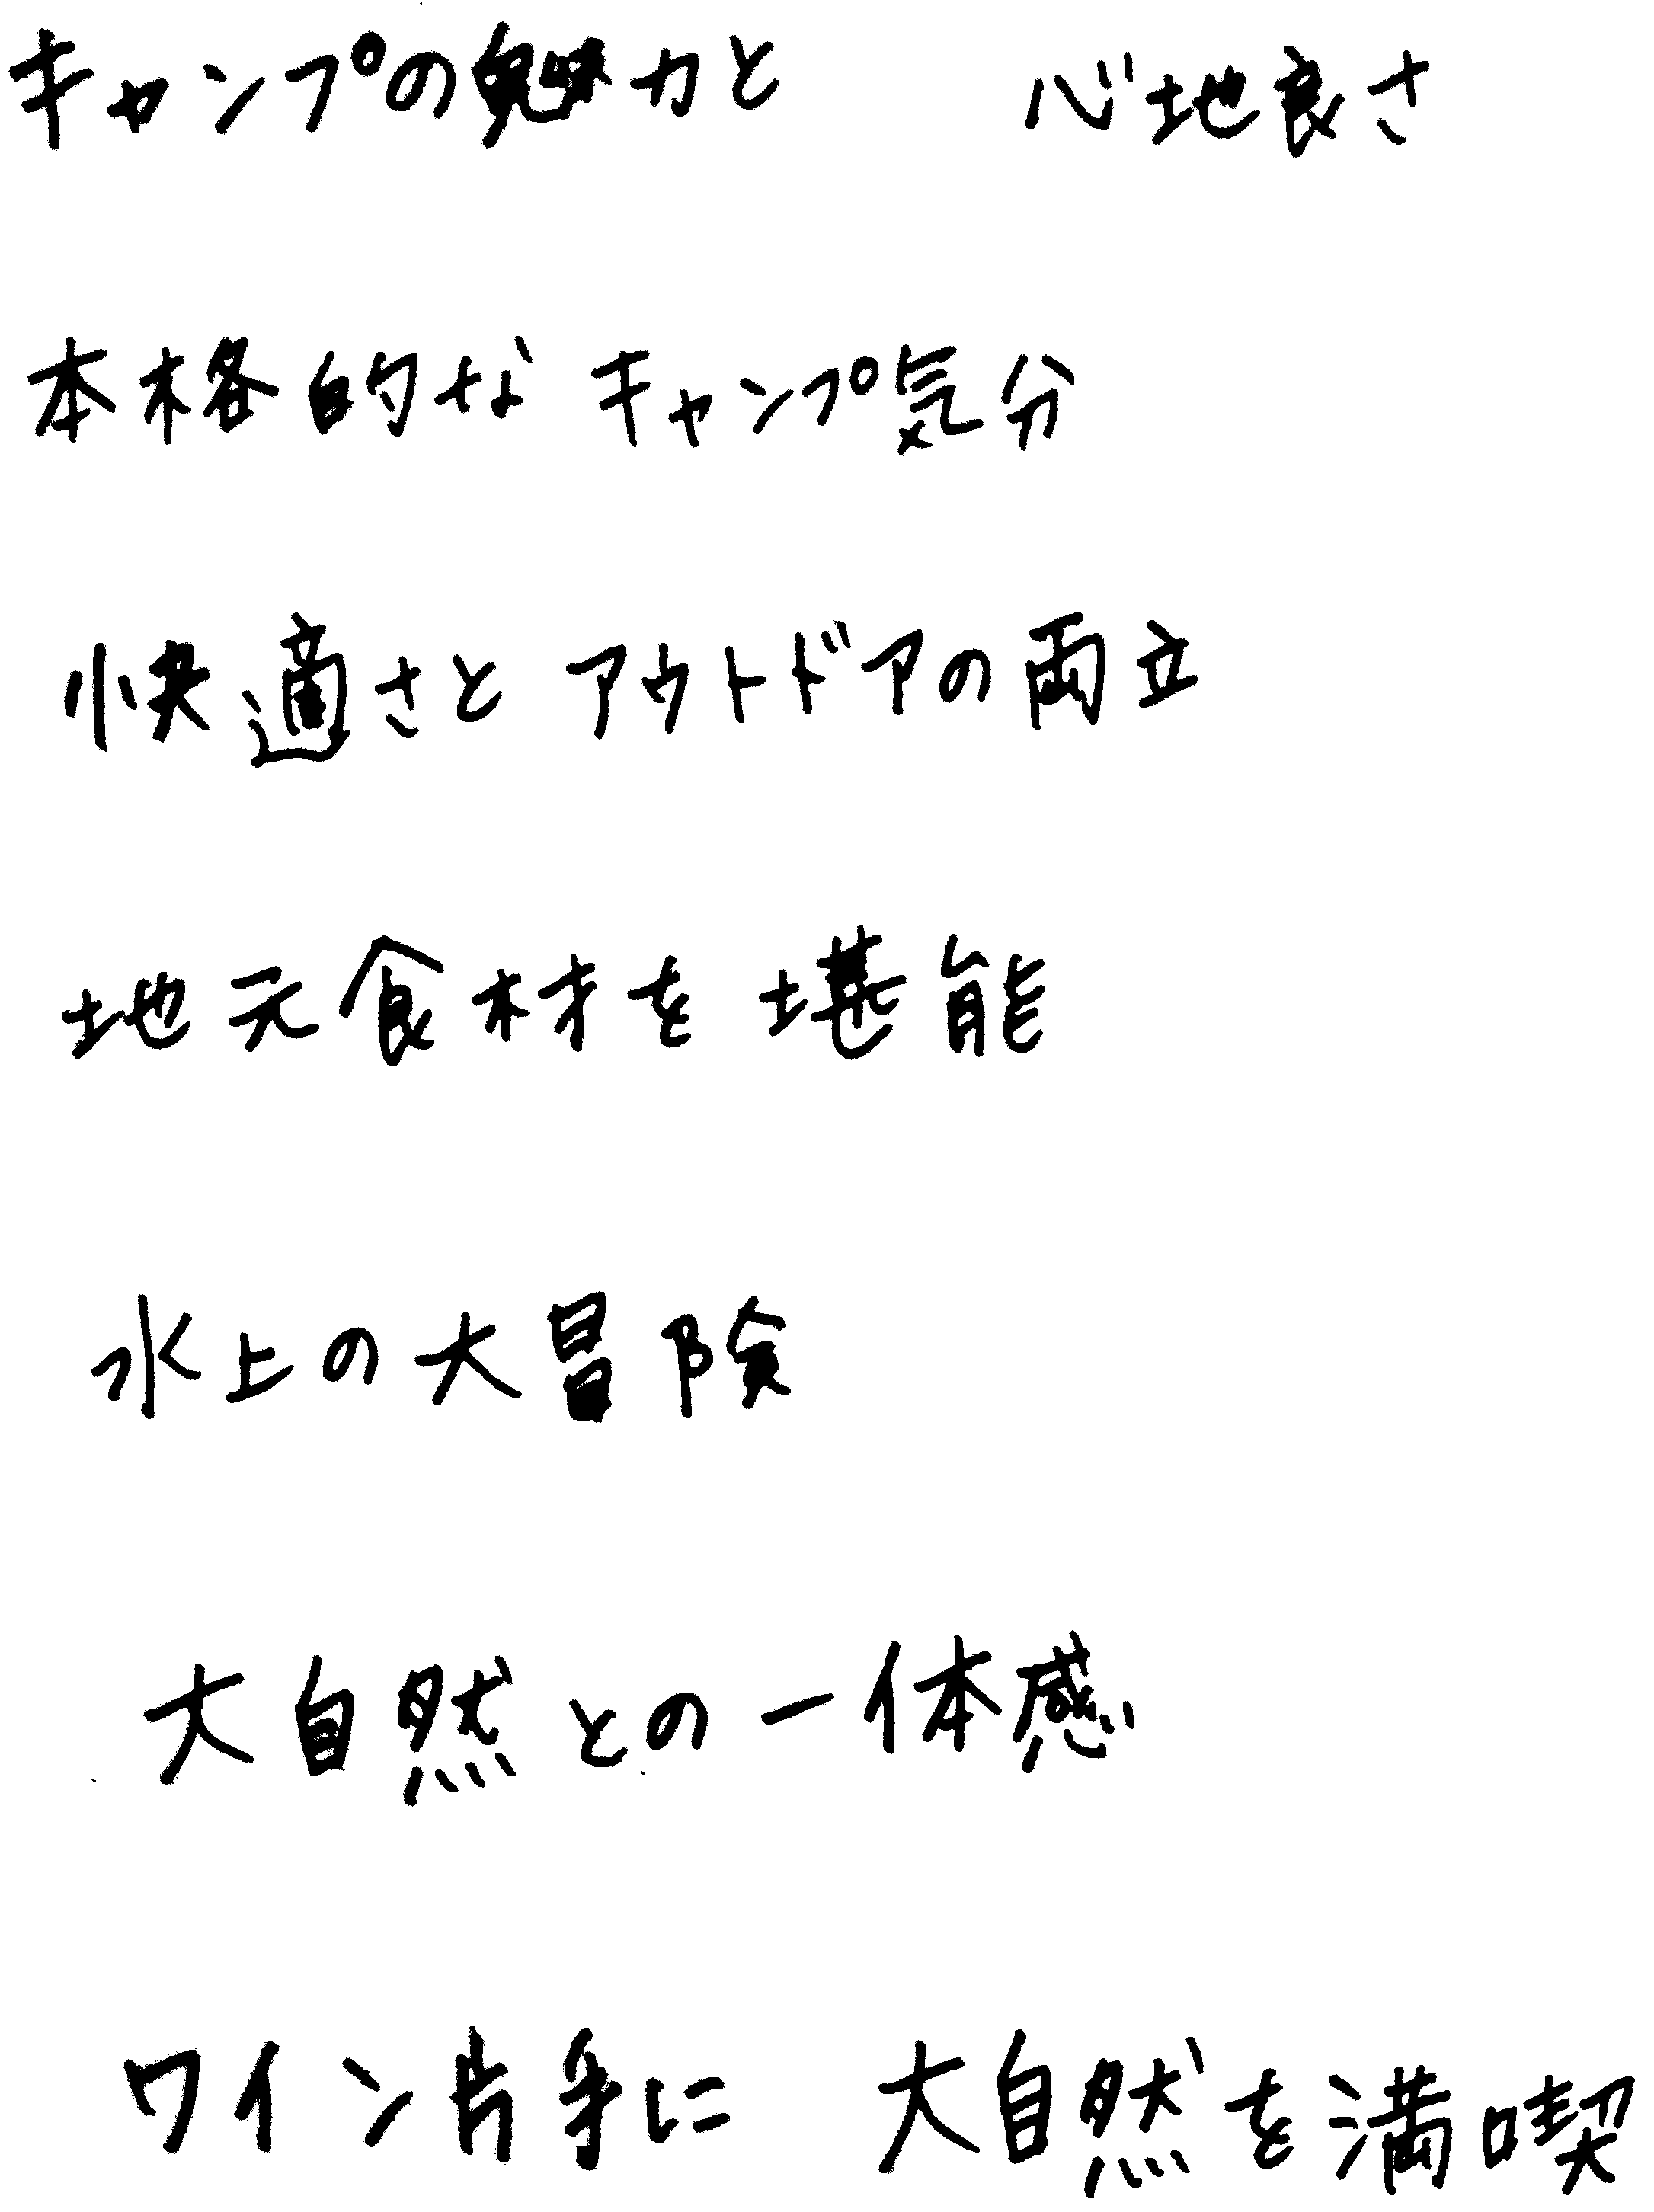 キャンプの魅力と 心地良さ
本格的な キャンプ気分
快適さと アウトドアの両立
地元食材を 堪能
水上の大冒険
大自然との一体感
ワイン片手に 大自然を満喫